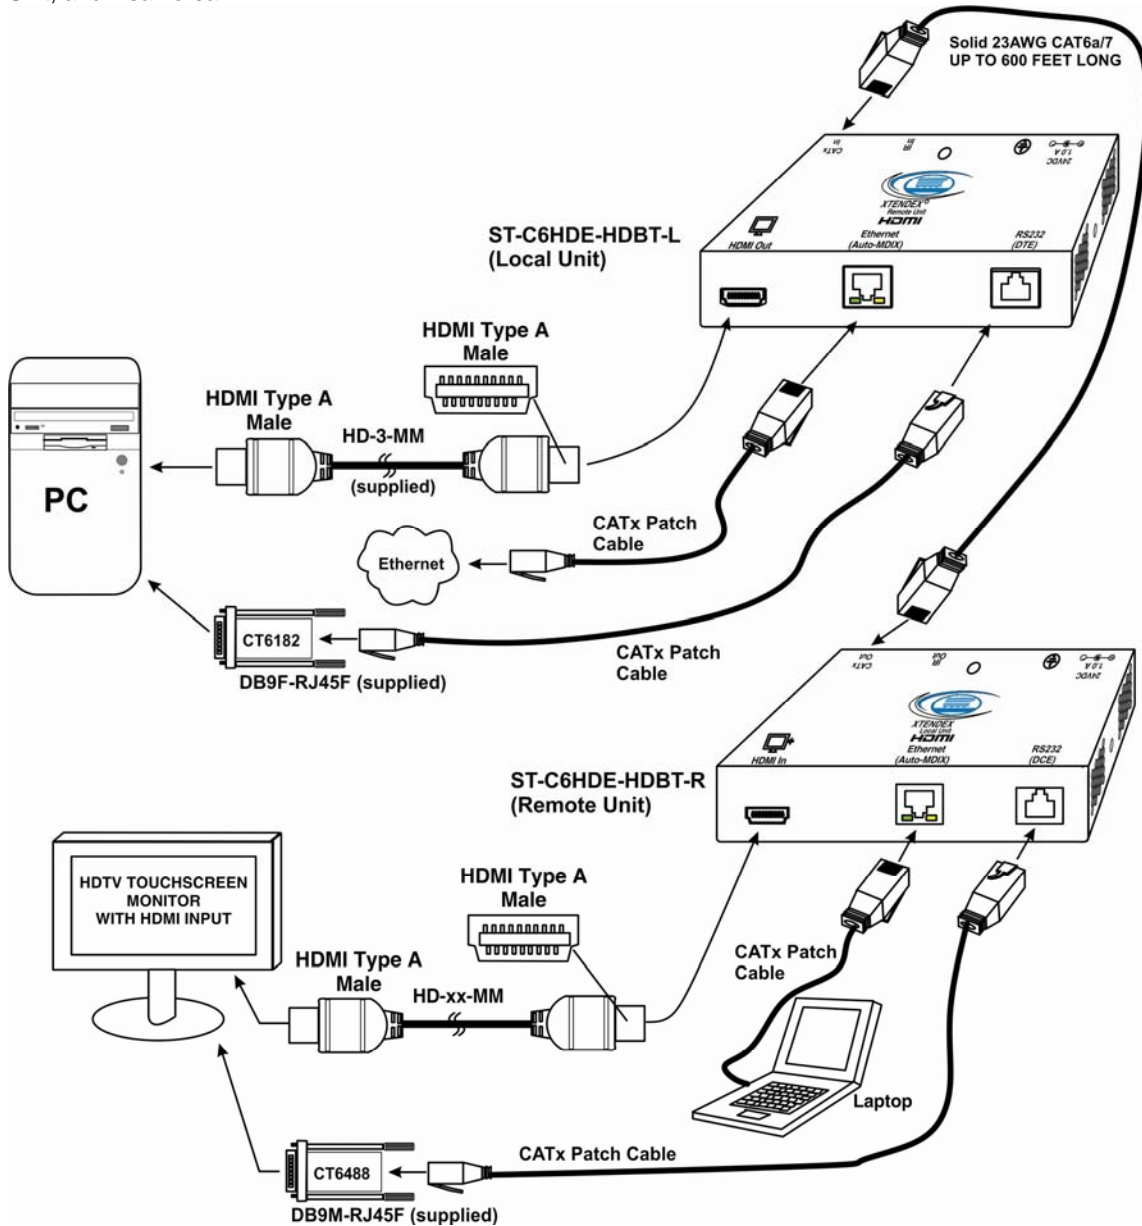 Solid 23AWG CAT6a/7
UP TO 600 FEET LONG
CATx
In
IR
In
24VDC
1.0 A
XTENDEX®
Remote Unit
HDMI
HDMI Out
Ethernet
(Auto-MDIX)
RS232
(DTE)
ST-C6HDE-HDBT-L
(Local Unit)
HDMI Type A
Male
HDMI Type A
Male
HD-3-MM
(supplied)
PC
CATx Patch
Cable
Ethernet
CT6182
DB9F-RJ45F (supplied)
CATx Patch
Cable
CATx
Out
IR
Out
24VDC
1.0 A
XTENDEX
Local Unit
HDMI
HDMI In
Ethernet
(Auto-MDIX)
RS232
(DCE)
ST-C6HDE-HDBT-R
(Remote Unit)
HDTV TOUCHSCREEN
MONITOR
WITH HDMI INPUT
HDMI Type A
Male
HDMI Type A
Male
HD-xx-MM
CATx Patch
Cable
Laptop
CATx Patch Cable
CT6488
DB9M-RJ45F (supplied)